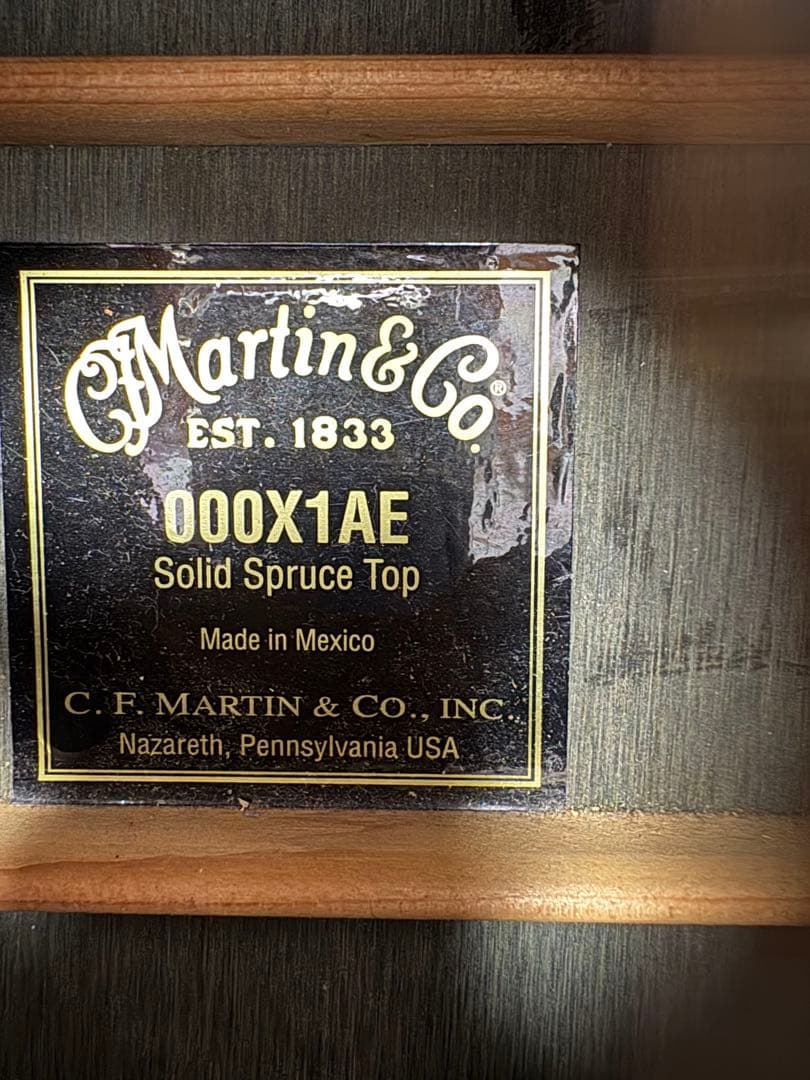 CFMartin & Co.®
EST. 1833
000X1AE
Solid Spruce Top
Made in Mexico
C. F. MARTIN & CO., INC.
Nazareth, Pennsylvania USA